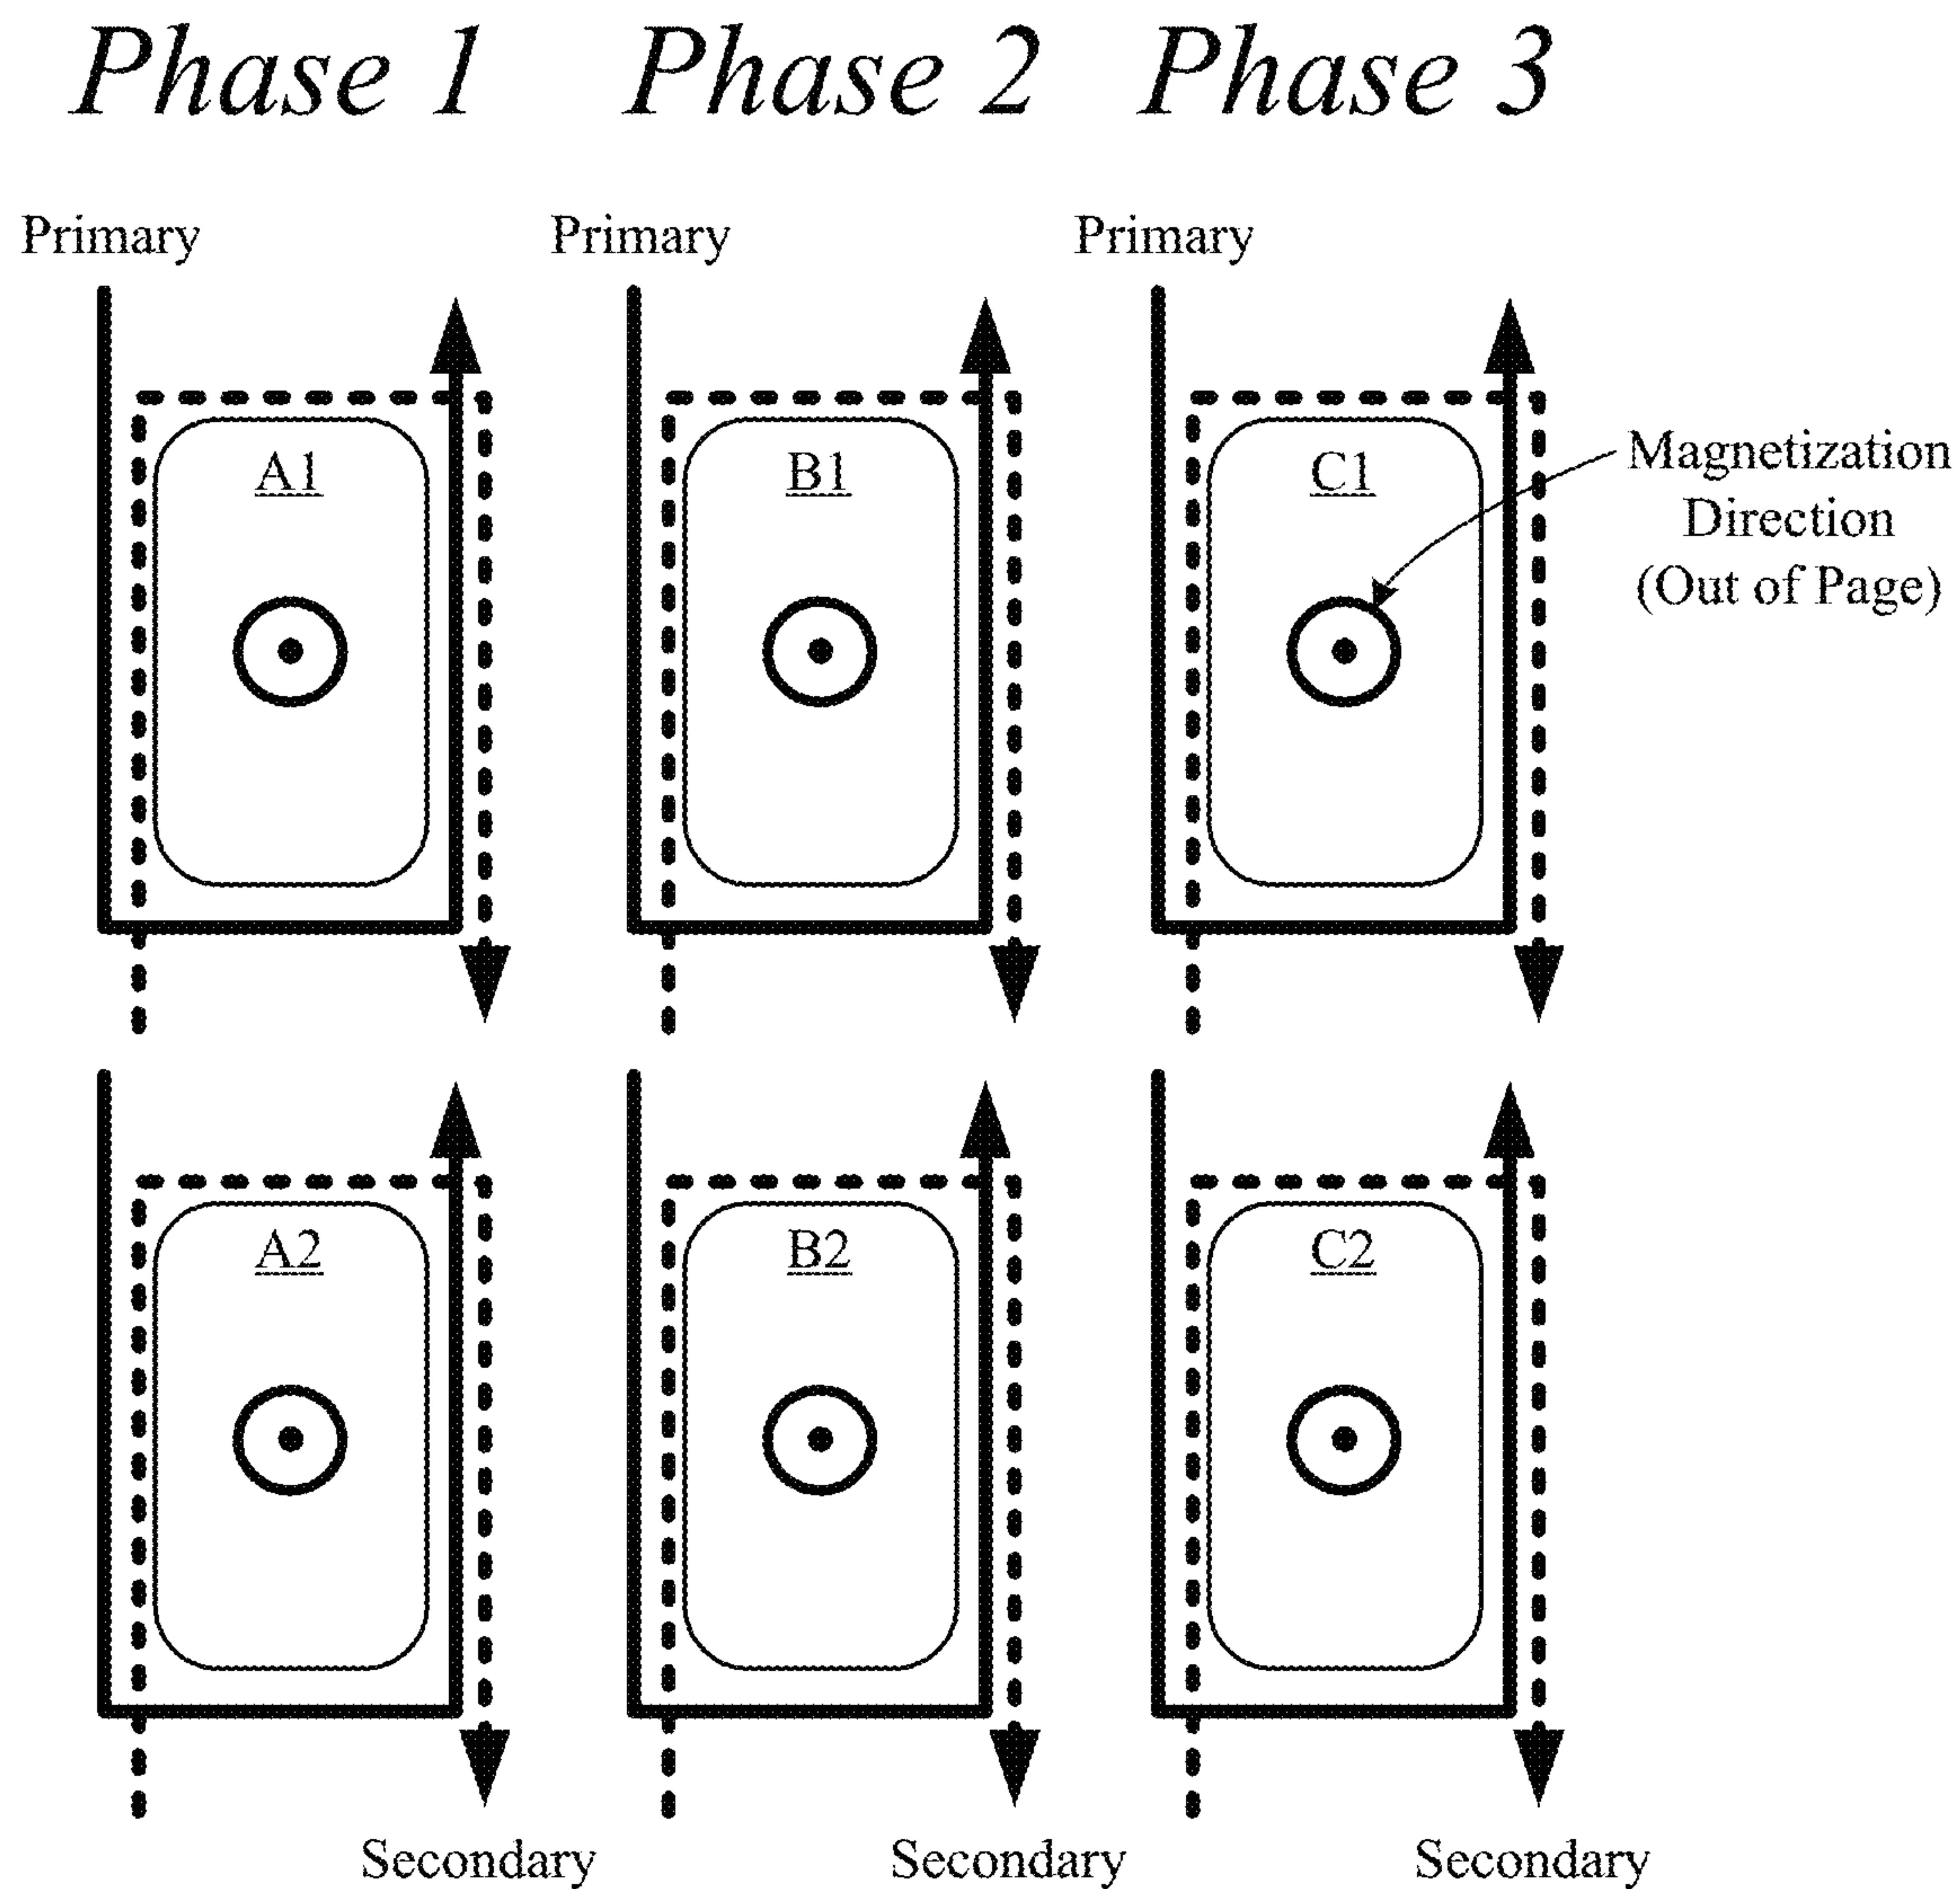 Phase 1 Phase 2 Phase 3
Primary Primary Primary
A1 B1 C1
Magnetization
Direction
(Out of Page)
A2 B2 C2
Secondary Secondary Secondary